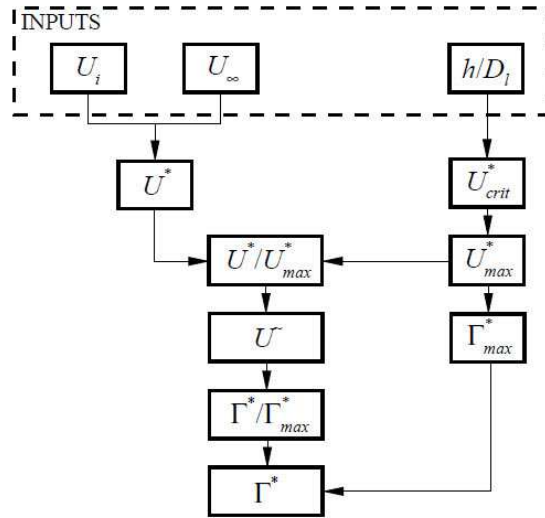 INPUTS
U_i U_∞ h/D_l
U^* U^*_crit
U^*/U^*_max U^*_max
U^~ Γ^*_max
Γ^*/Γ^*_max
Γ^*